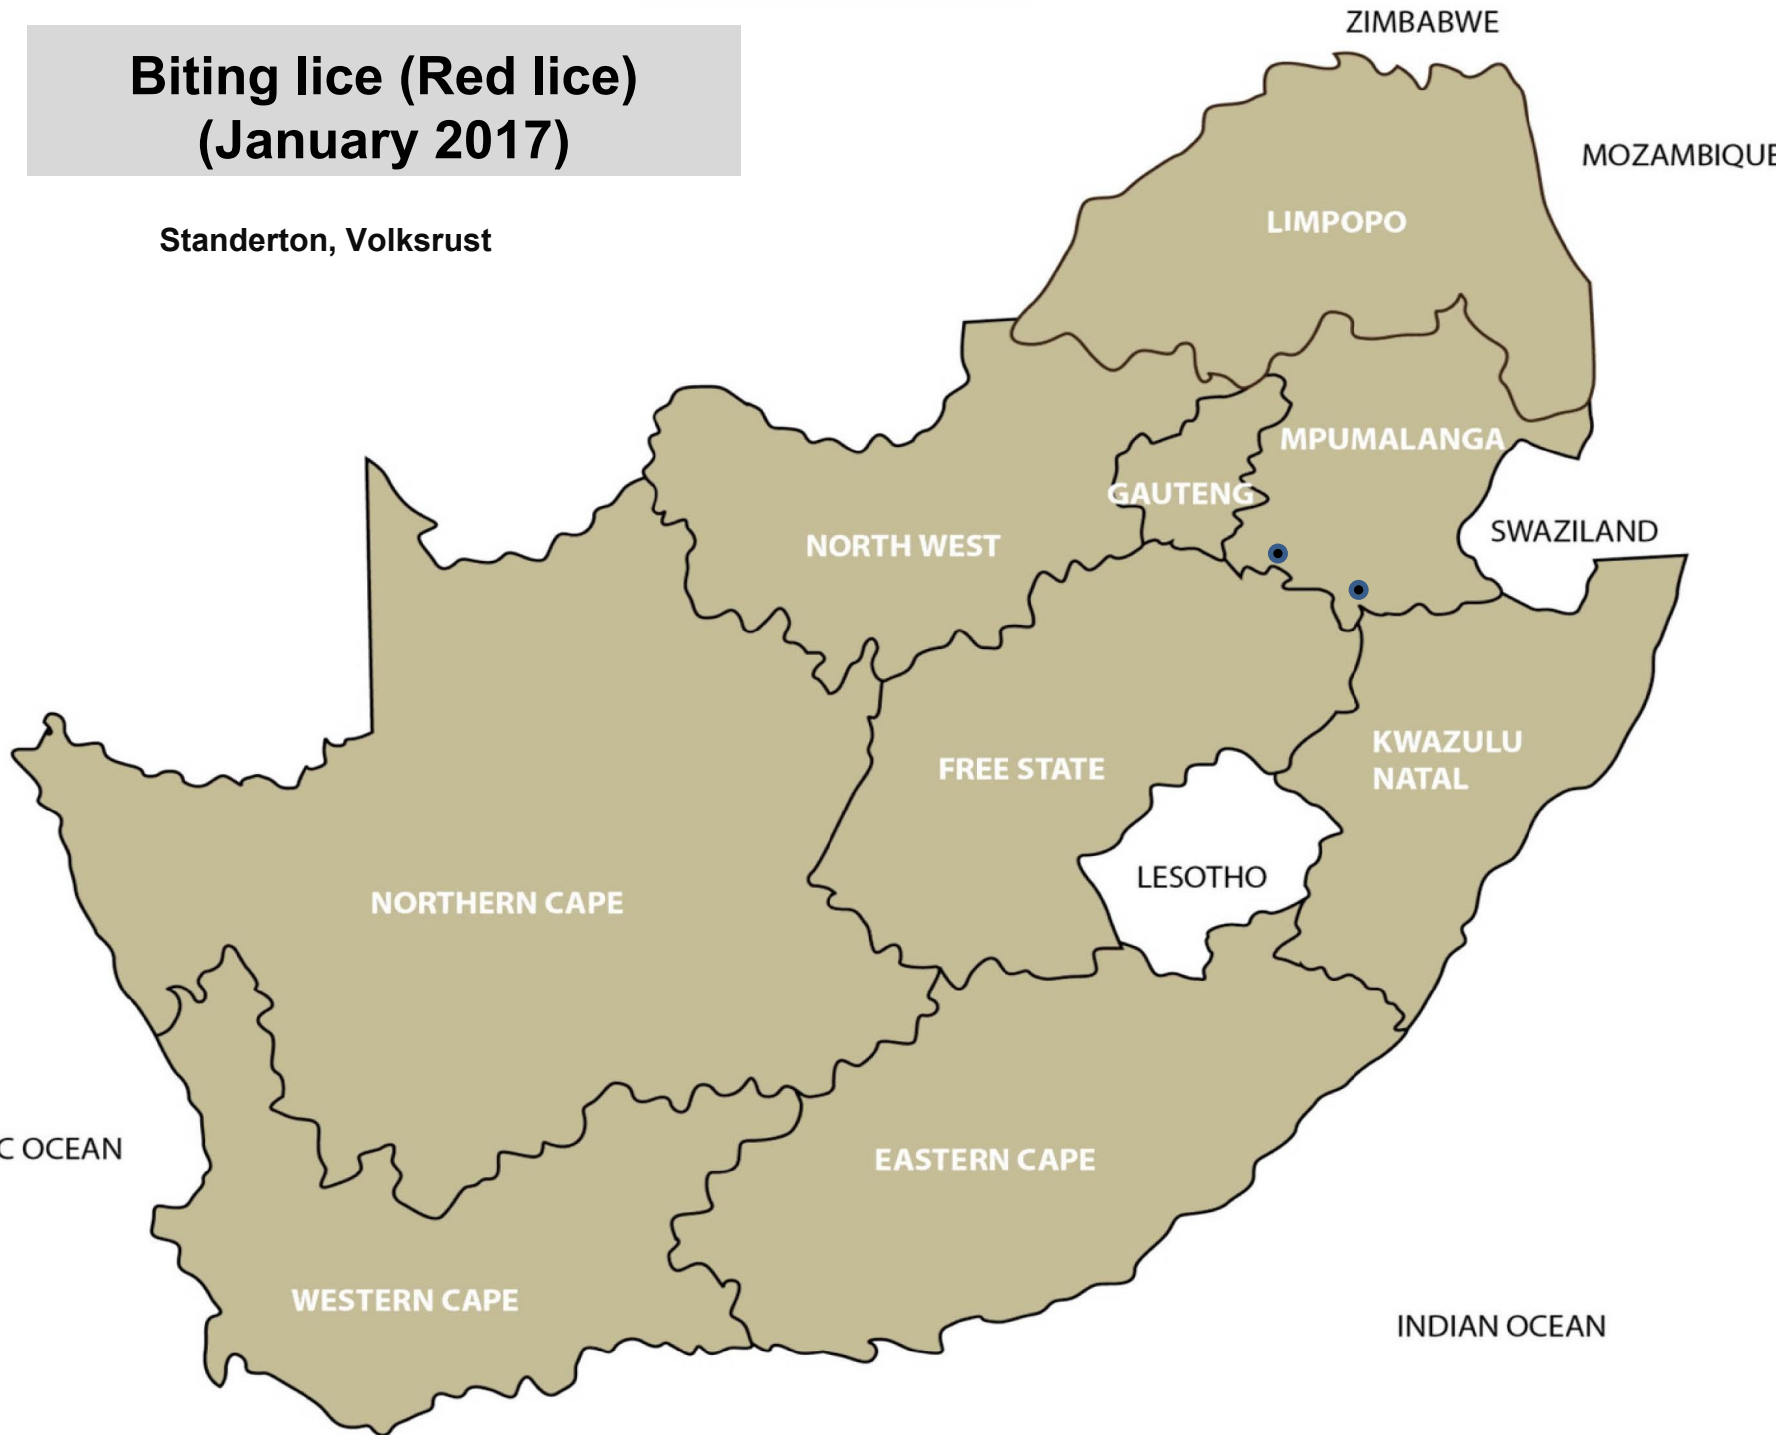 Biting lice (Red lice)
(January 2017)
Standerton, Volksrust
ZIMBABWE
MOZAMBIQUE
LIMPOPO
MPUMALANGA
GAUTENG
NORTH WEST
SWAZILAND
KWAZULU
NATAL
FREE STATE
LESOTHO
NORTHERN CAPE
C OCEAN
EASTERN CAPE
WESTERN CAPE
INDIAN OCEAN